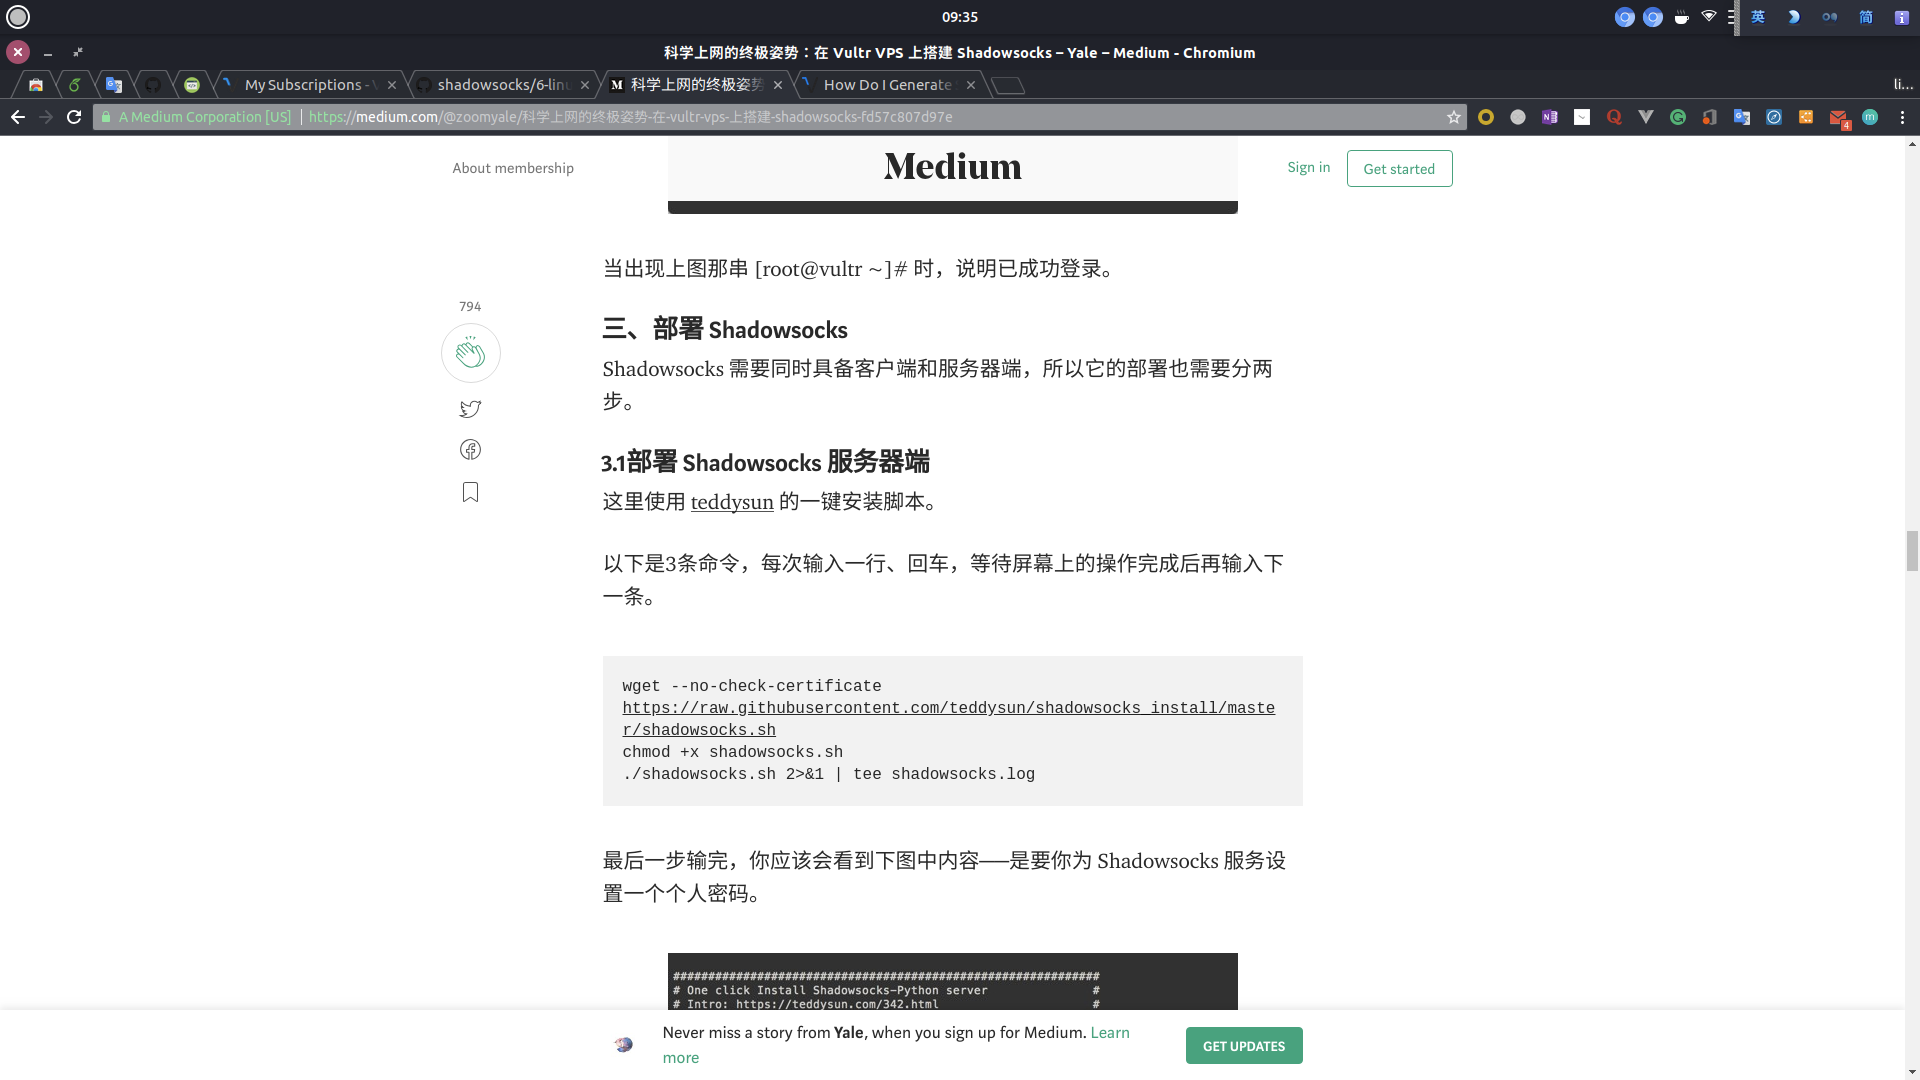 09:35
英
简
科学上网的终极姿势:在 Vultr VPS 上搭建 Shadowsocks – Yale – Medium - Chromium
My Subscriptions -
shadowsocks/6-lin
科学上网的终极姿势
How Do I Generate
li...
A Medium Corporation [US] | https://medium.com/@zoomyale/科学上网的终极姿势-在-vultr-vps-上搭建-shadowsocks-fd57c807d97e
4
About membership
Medium
Sign in
Get started
当出现上图那串 [root@vultr ~]# 时，说明已成功登录。
794
三、部署 Shadowsocks
Shadowsocks 需要同时具备客户端和服务器端，所以它的部署也需要分两
步。
3.1部署 Shadowsocks 服务器端
这里使用 teddysun 的一键安装脚本。
以下是3条命令，每次输入一行、回车，等待屏幕上的操作完成后再输入下
一条。
wget --no-check-certificate
https://raw.githubusercontent.com/teddysun/shadowsocks_install/maste
r/shadowsocks.sh
chmod +x shadowsocks.sh
./shadowsocks.sh 2>&1 | tee shadowsocks.log
最后一步输完，你应该会看到下图中内容——是要你为 Shadowsocks 服务设
置一个个人密码。
#############################################################
# One click Install Shadowsocks-Python server #
# Intro: https://teddysun.com/342.html #
Never miss a story from Yale, when you sign up for Medium. Learn
more
GET UPDATES